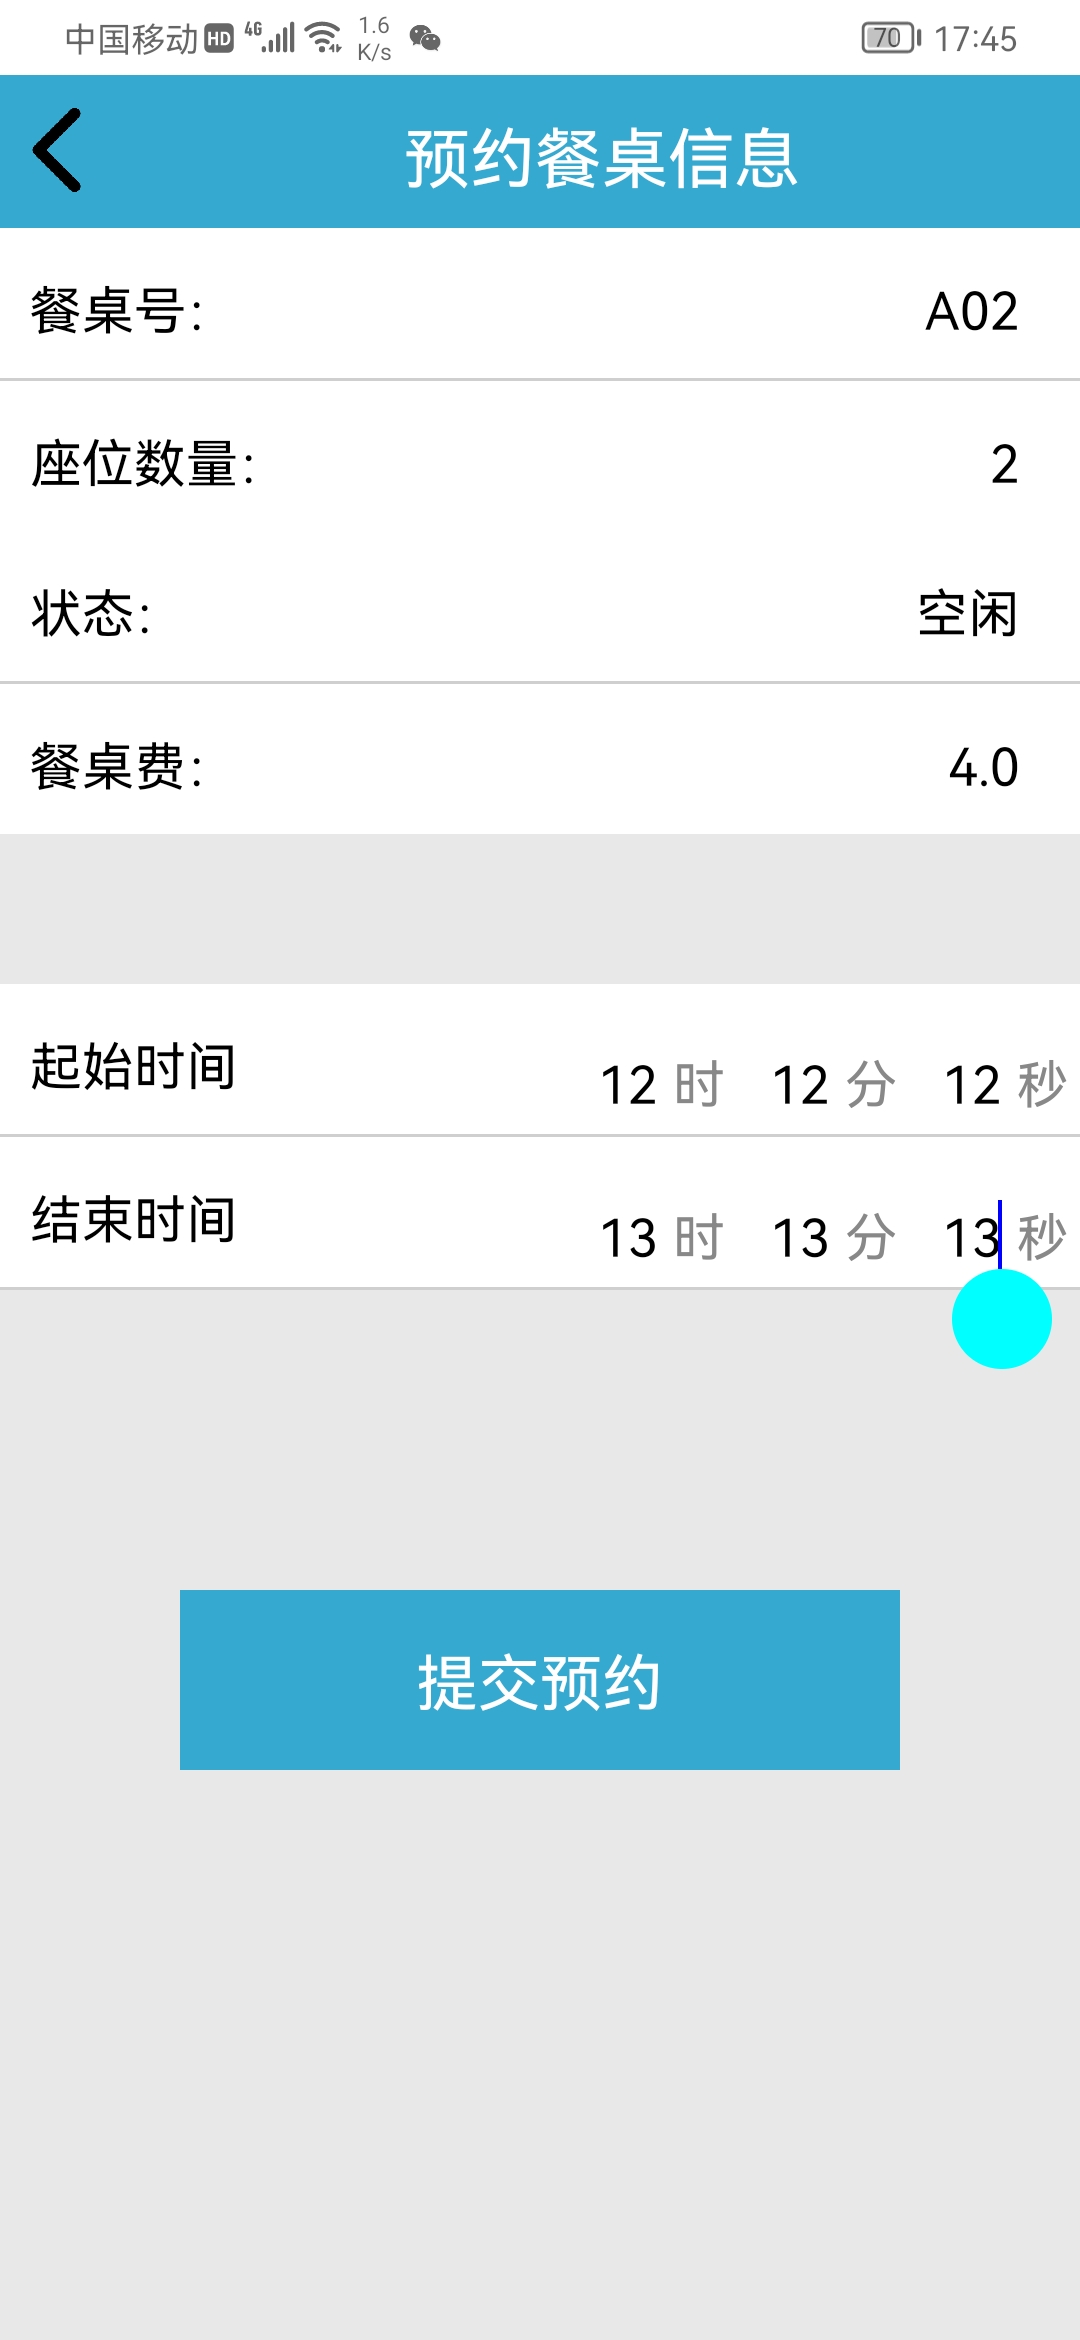 中国移动 HD 4G 1.6 K/s 70 17:45
预约餐桌信息
餐桌号: A02
座位数量: 2
状态: 空闲
餐桌费: 4.0
起始时间 12 时 12 分 12 秒
结束时间 13 时 13 分 13 秒
提交预约